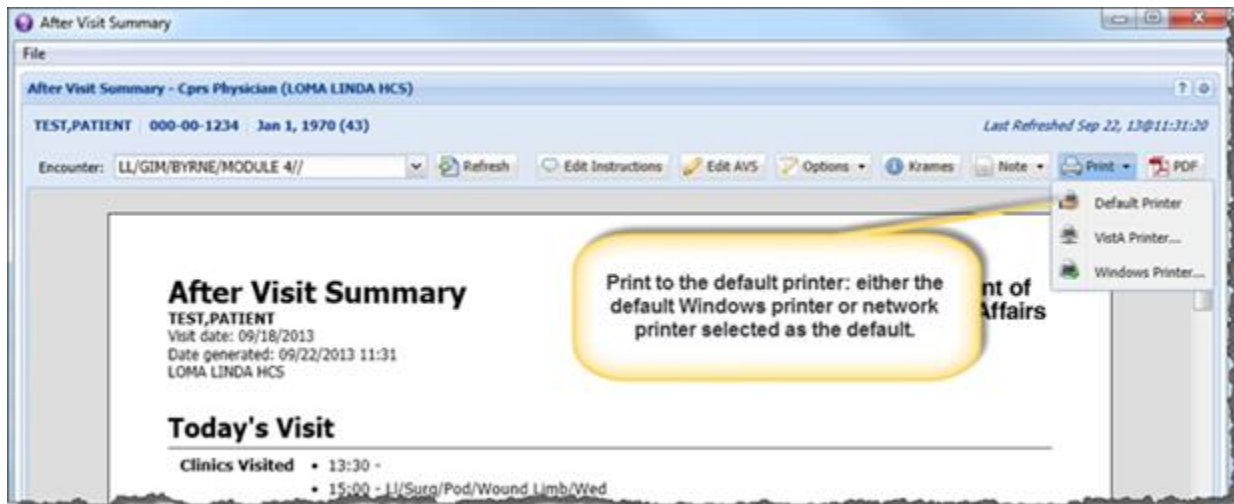 After Visit Summary
File
After Visit Summary - Cprs Physician (LOMA LINDA HCS)
TEST,PATIENT 000-00-1234 Jan 1, 1970 (43) Last Refreshed Sep 22, 13@11:31:20
Encounter: LL/GIM/BYRNE/MODULE 4// Refresh Edit Instructions Edit AVS Options Krames Note Print PDF
Default Printer
VistA Printer...
Windows Printer...
Print to the default printer: either the
default Windows printer or network
printer selected as the default.
nt of
Affairs
After Visit Summary
TEST,PATIENT
Visit date: 09/18/2013
Date generated: 09/22/2013 11:31
LOMA LINDA HCS
Today's Visit
Clinics Visited • 13:30 -
• 15:00 - Ll/Surg/Pod/Wound Limb/Wed